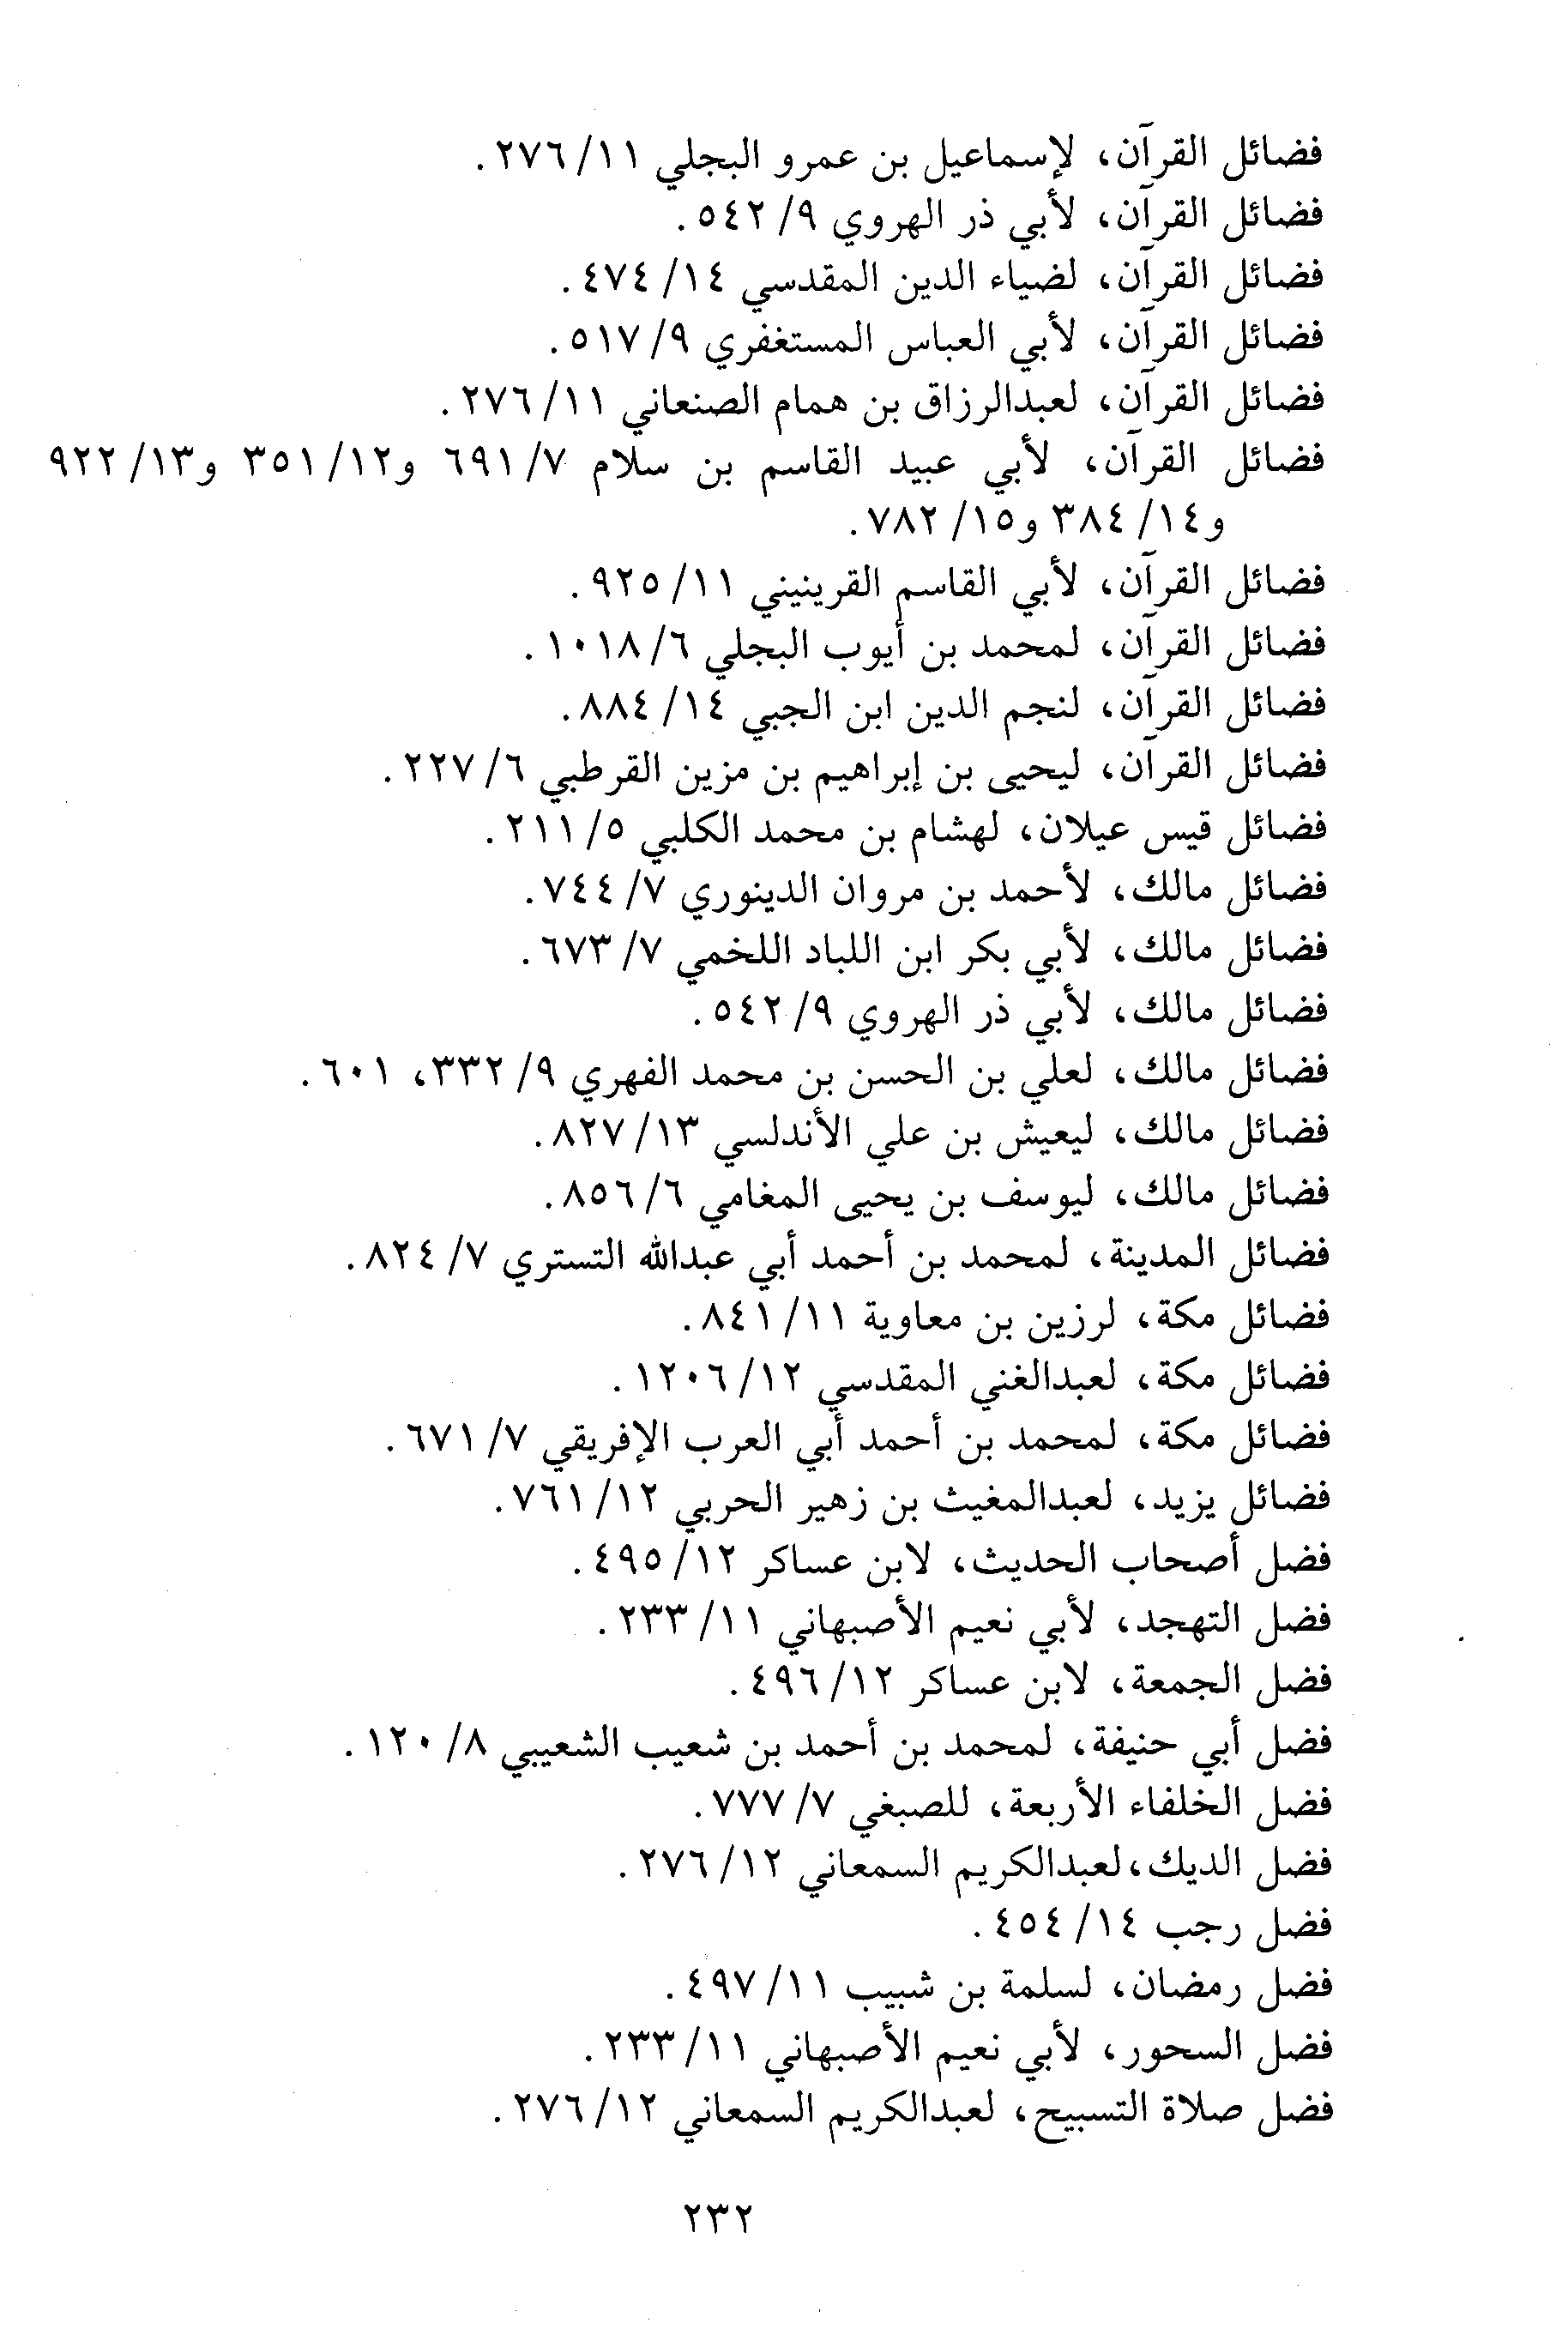 فضائل القرآن، لإسماعيل بن عمرو البجلي ١١/ ٢٧٦.
فضائل القرآن، لأبي ذر الهروي ٩/ ٥٤٢.
فضائل القرآن، لضياء الدين المقدسي ١٤/ ٤٧٤.
فضائل القرآن، لأبي العباس المستغفري ٩/ ٥١٧.
فضائل القرآن، لعبدالرزاق بن همام الصنعاني ١١/ ٢٧٦.
فضائل القرآن، لأبي عبيد القاسم بن سلام ٧/ ٦٩١ و١٢/ ٣٥١ و١٣/ ٩٢٢
و١٤/ ٣٨٤ و١٥/ ٧٨٢.
فضائل القرآن، لأبي القاسم القرينيني ١١/ ٩٢٥.
فضائل القرآن، لمحمد بن أيوب البجلي ٦/ ١٠١٨.
فضائل القرآن، لنجم الدين ابن الجبي ١٤/ ٨٨٤.
فضائل القرآن، ليحيى بن إبراهيم بن مزين القرطبي ٦/ ٢٢٧.
فضائل قيس عيلان، لهشام بن محمد الكلبي ٥/ ٢١١.
فضائل مالك، لأحمد بن مروان الدينوري ٧/ ٧٤٤.
فضائل مالك، لأبي بكر ابن اللباد اللخمي ٧/ ٦٧٣.
فضائل مالك، لأبي ذر الهروي ٩/ ٥٤٢.
فضائل مالك، لعلي بن الحسن بن محمد الفهري ٩/ ٣٣٢، ٦٠١.
فضائل مالك، ليعيش بن علي الأندلسي ١٣/ ٨٢٧.
فضائل مالك، ليوسف بن يحيى المغامي ٦/ ٨٥٦.
فضائل المدينة، لمحمد بن أحمد أبي عبدالله التستري ٧/ ٨٢٤.
فضائل مكة، لرزين بن معاوية ١١/ ٨٤١.
فضائل مكة، لعبدالغني المقدسي ١٢/ ١٢٠٦.
فضائل مكة، لمحمد بن أحمد أبي العرب الإفريقي ٧/ ٦٧١.
فضائل يزيد، لعبدالمغيث بن زهير الحربي ١٢/ ٧٦١.
فضل أصحاب الحديث، لابن عساكر ١٢/ ٤٩٥.
فضل التهجد، لأبي نعيم الأصبهاني ١١/ ٢٣٣.
فضل الجمعة، لابن عساكر ١٢/ ٤٩٦.
فضل أبي حنيفة، لمحمد بن أحمد بن شعيب الشعيبي ٨/ ١٢٠.
فضل الخلفاء الأربعة، للصبغي ٧/ ٧٧٧.
فضل الديك، لعبدالكريم السمعاني ١٢/ ٢٧٦.
فضل رجب ١٤/ ٤٥٤.
فضل رمضان، لسلمة بن شبيب ١١/ ٤٩٧.
فضل السحور، لأبي نعيم الأصبهاني ١١/ ٢٣٣.
فضل صلاة التسبيح، لعبدالكريم السمعاني ١٢/ ٢٧٦.
٢٣٢